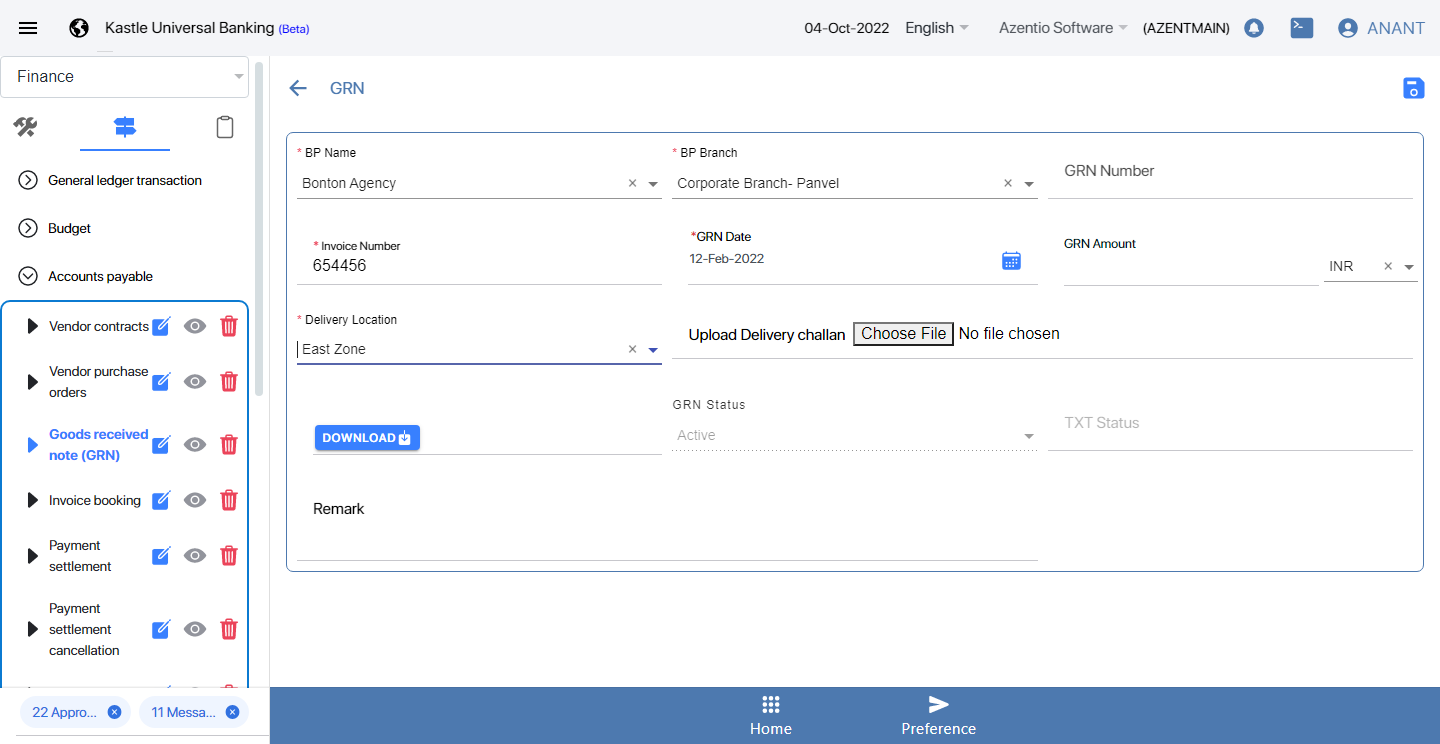 Kastle Universal Banking (Beta)
04-Oct-2022
English
Azentio Software
(AZENTMAIN)
ANANT
Finance
General ledger transaction
Budget
Accounts payable
Vendor contracts
Vendor purchase
orders
Goods received
note (GRN)
Invoice booking
Payment
settlement
Payment
settlement
cancellation
22 Appro...
11 Messa...
GRN
* BP Name
Bonton Agency
* BP Branch
Corporate Branch- Panvel
GRN Number
* Invoice Number
654456
*GRN Date
12-Feb-2022
GRN Amount
INR
* Delivery Location
East Zone
Upload Delivery challan Choose File No file chosen
DOWNLOAD
GRN Status
Active
TXT Status
Remark
Home
Preference